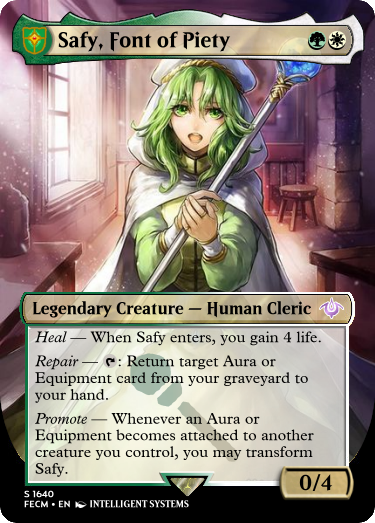 Safy, Font of Piety
Legendary Creature — Human Cleric
Heal — When Safy enters, you gain 4 life.
Repair — : Return target Aura or
Equipment card from your graveyard to
your hand.
Promote — Whenever an Aura or
Equipment becomes attached to another
creature you control, you may transform
Safy.
0/4
S 1640
FECM • EN INTELLIGENT SYSTEMS